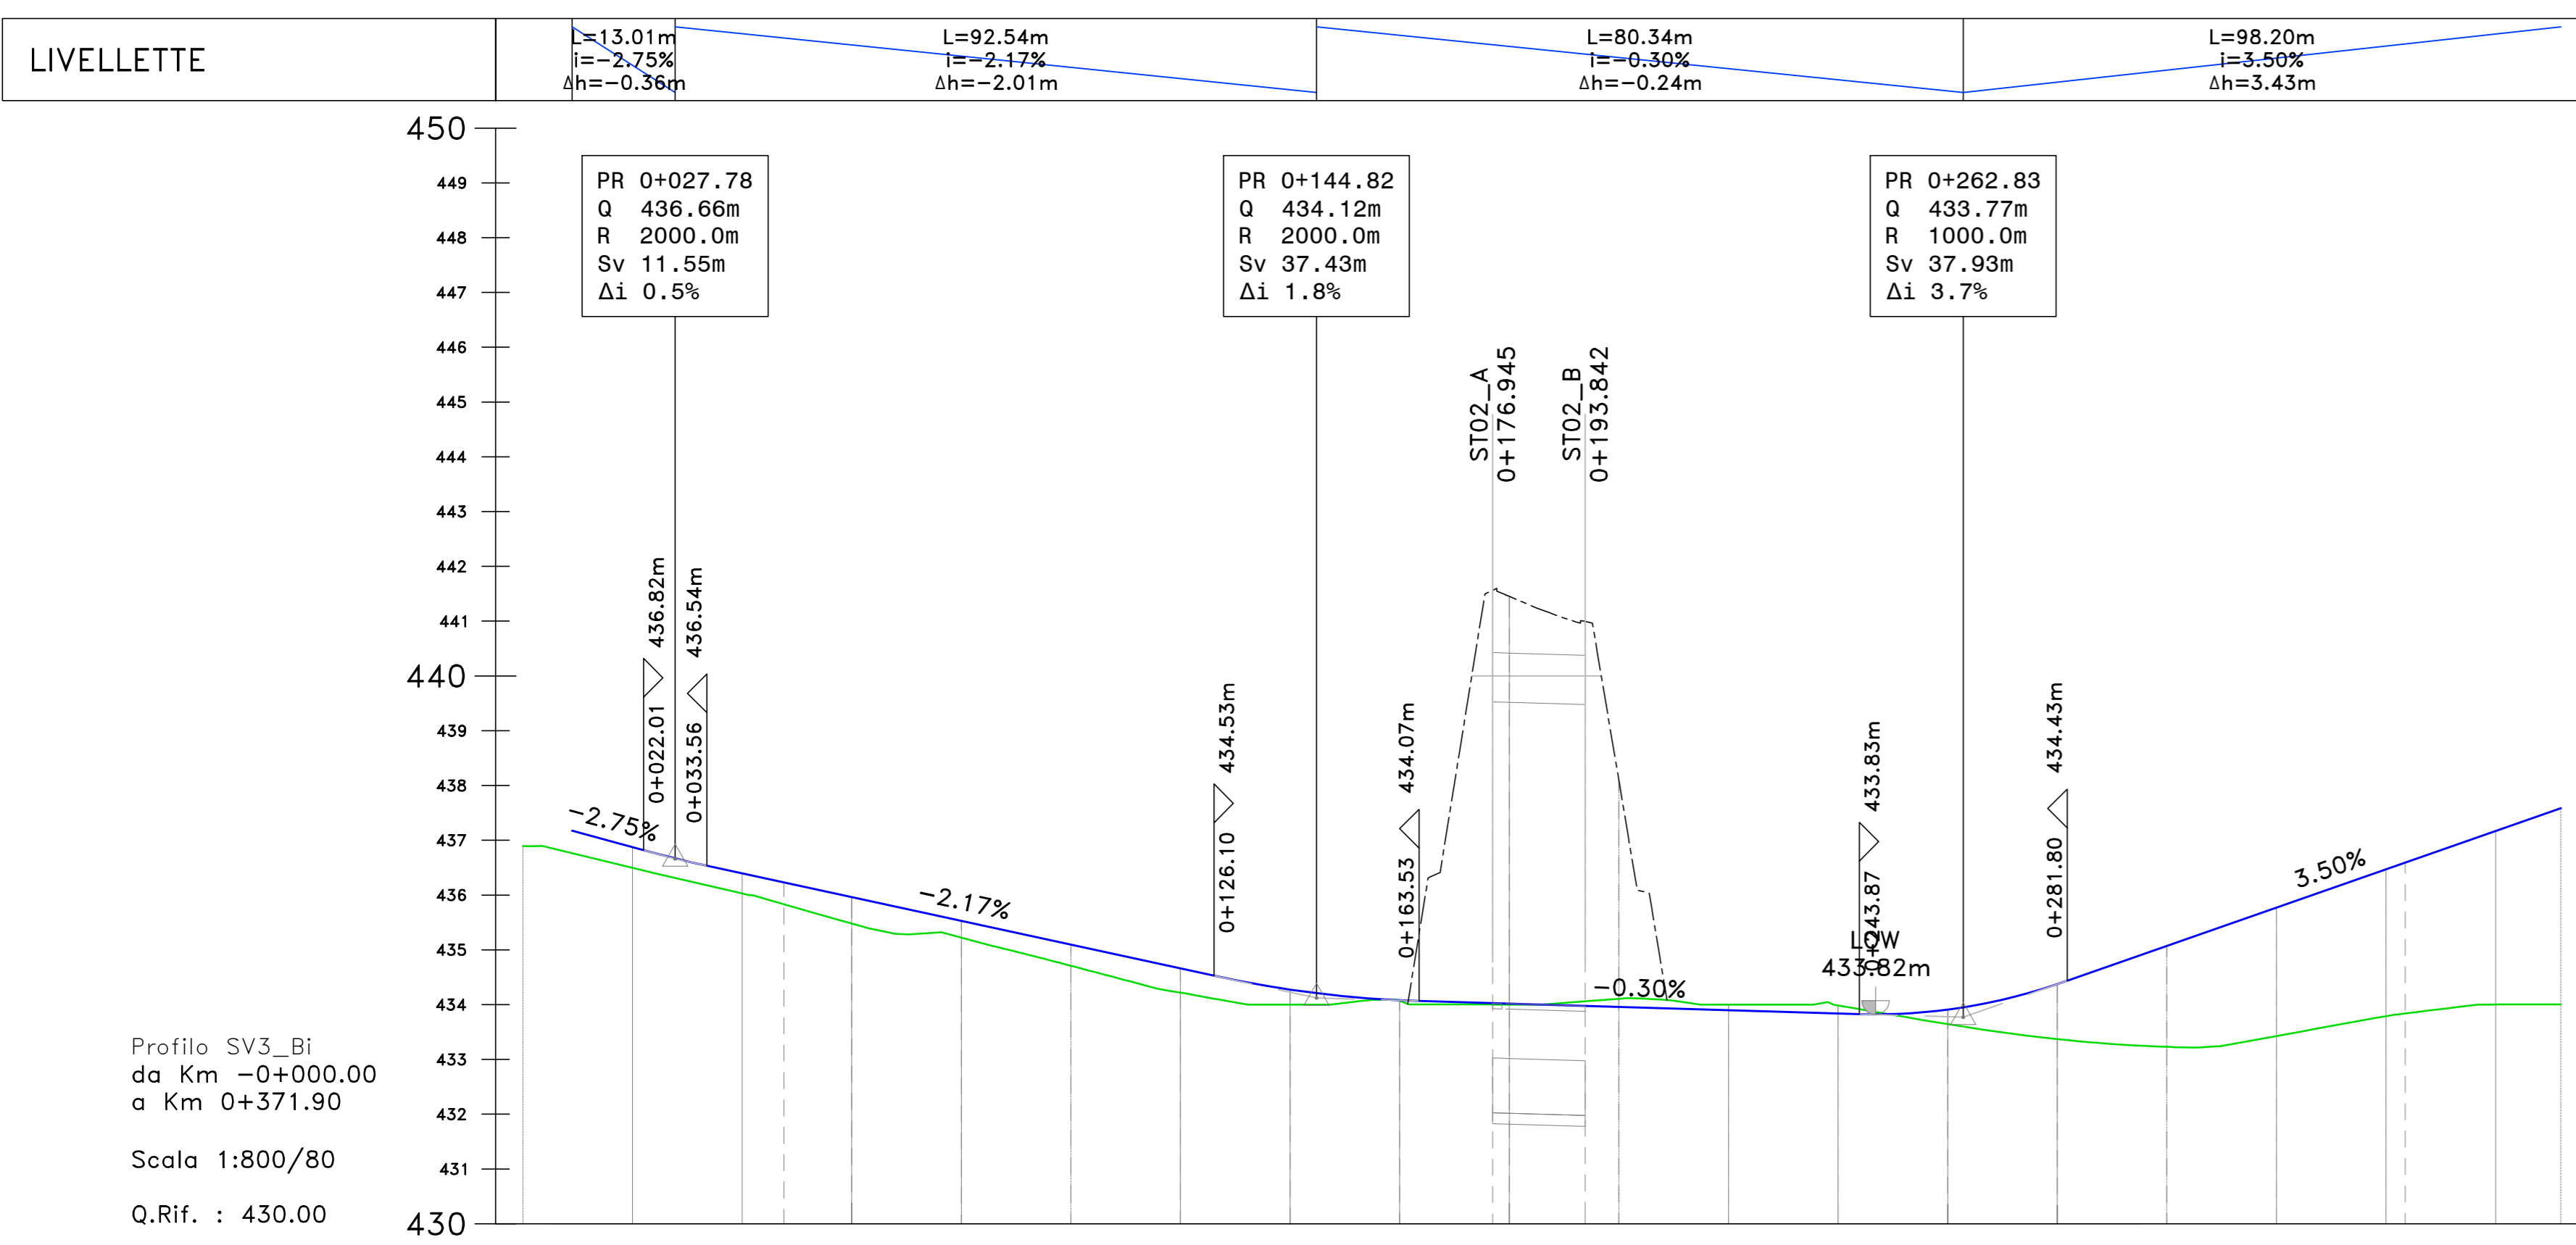 LIVELLETTE
L=13.01m
i=−2.75%
Δh=−0.36m
L=92.54m
i=−2.17%
Δh=−2.01m
L=80.34m
i=−0.30%
Δh=−0.24m
L=98.20m
i=3.50%
Δh=3.43m
450
449
448
447
446
445
444
443
442
441
440
439
438
437
436
435
434
433
432
431
430
PR 0+027.78
Q 436.66m
R 2000.0m
Sv 11.55m
Δi 0.5%
PR 0+144.82
Q 434.12m
R 2000.0m
Sv 37.43m
Δi 1.8%
PR 0+262.83
Q 433.77m
R 1000.0m
Sv 37.93m
Δi 3.7%
ST02_A
0+176.945
ST02_B
0+193.842
0+022.01 436.82m
0+033.56 436.54m
0+126.10 434.53m
0+163.53 434.07m
0+243.87 433.83m
0+281.80 434.43m
−2.75%
−2.17%
−0.30%
3.50%
LOW
433.82m
Profilo SV3_Bi
da Km −0+000.00
a Km 0+371.90
Scala 1:800/80
Q.Rif. : 430.00